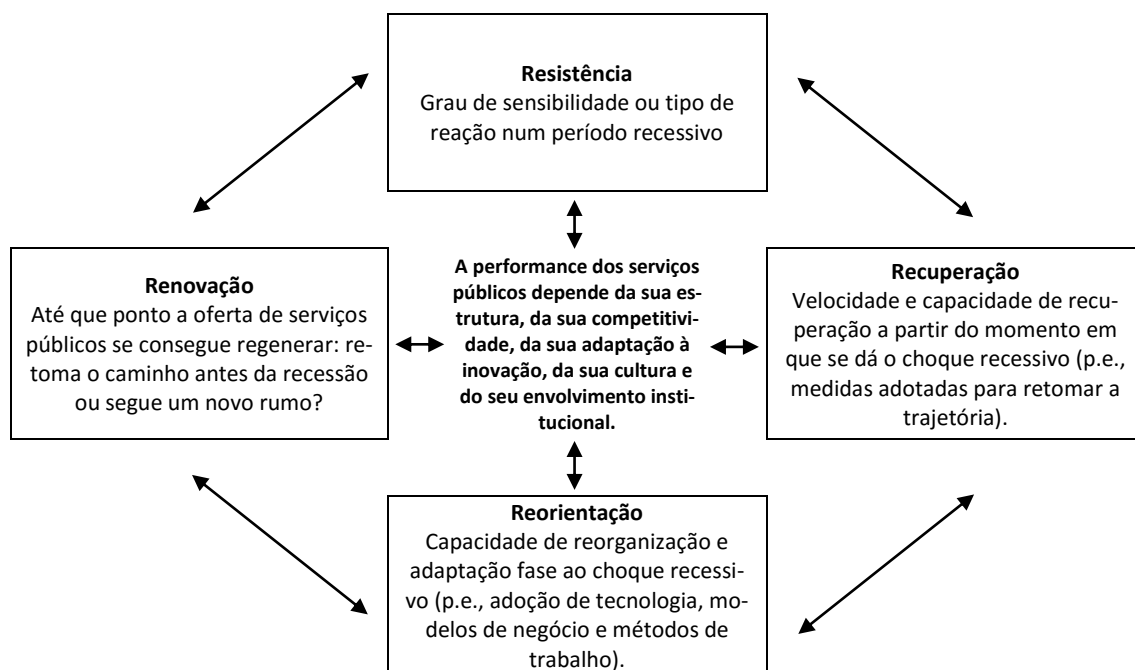 Resistência
Grau de sensibilidade ou tipo de
reação num período recessivo
Renovação
Até que ponto a oferta de serviços
públicos se consegue regenerar: re-
toma o caminho antes da recessão
ou segue um novo rumo?
A performance dos serviços
públicos depende da sua es-
trutura, da sua competitivi-
dade, da sua adaptação à
inovação, da sua cultura e
do seu envolvimento insti-
tucional.
Recuperação
Velocidade e capacidade de recu-
peração a partir do momento em
que se dá o choque recessivo (p.e.,
medidas adotadas para retomar a
trajetória).
Reorientação
Capacidade de reorganização e
adaptação fase ao choque recessi-
vo (p.e., adoção de tecnologia, mo-
delos de negócio e métodos de
trabalho).